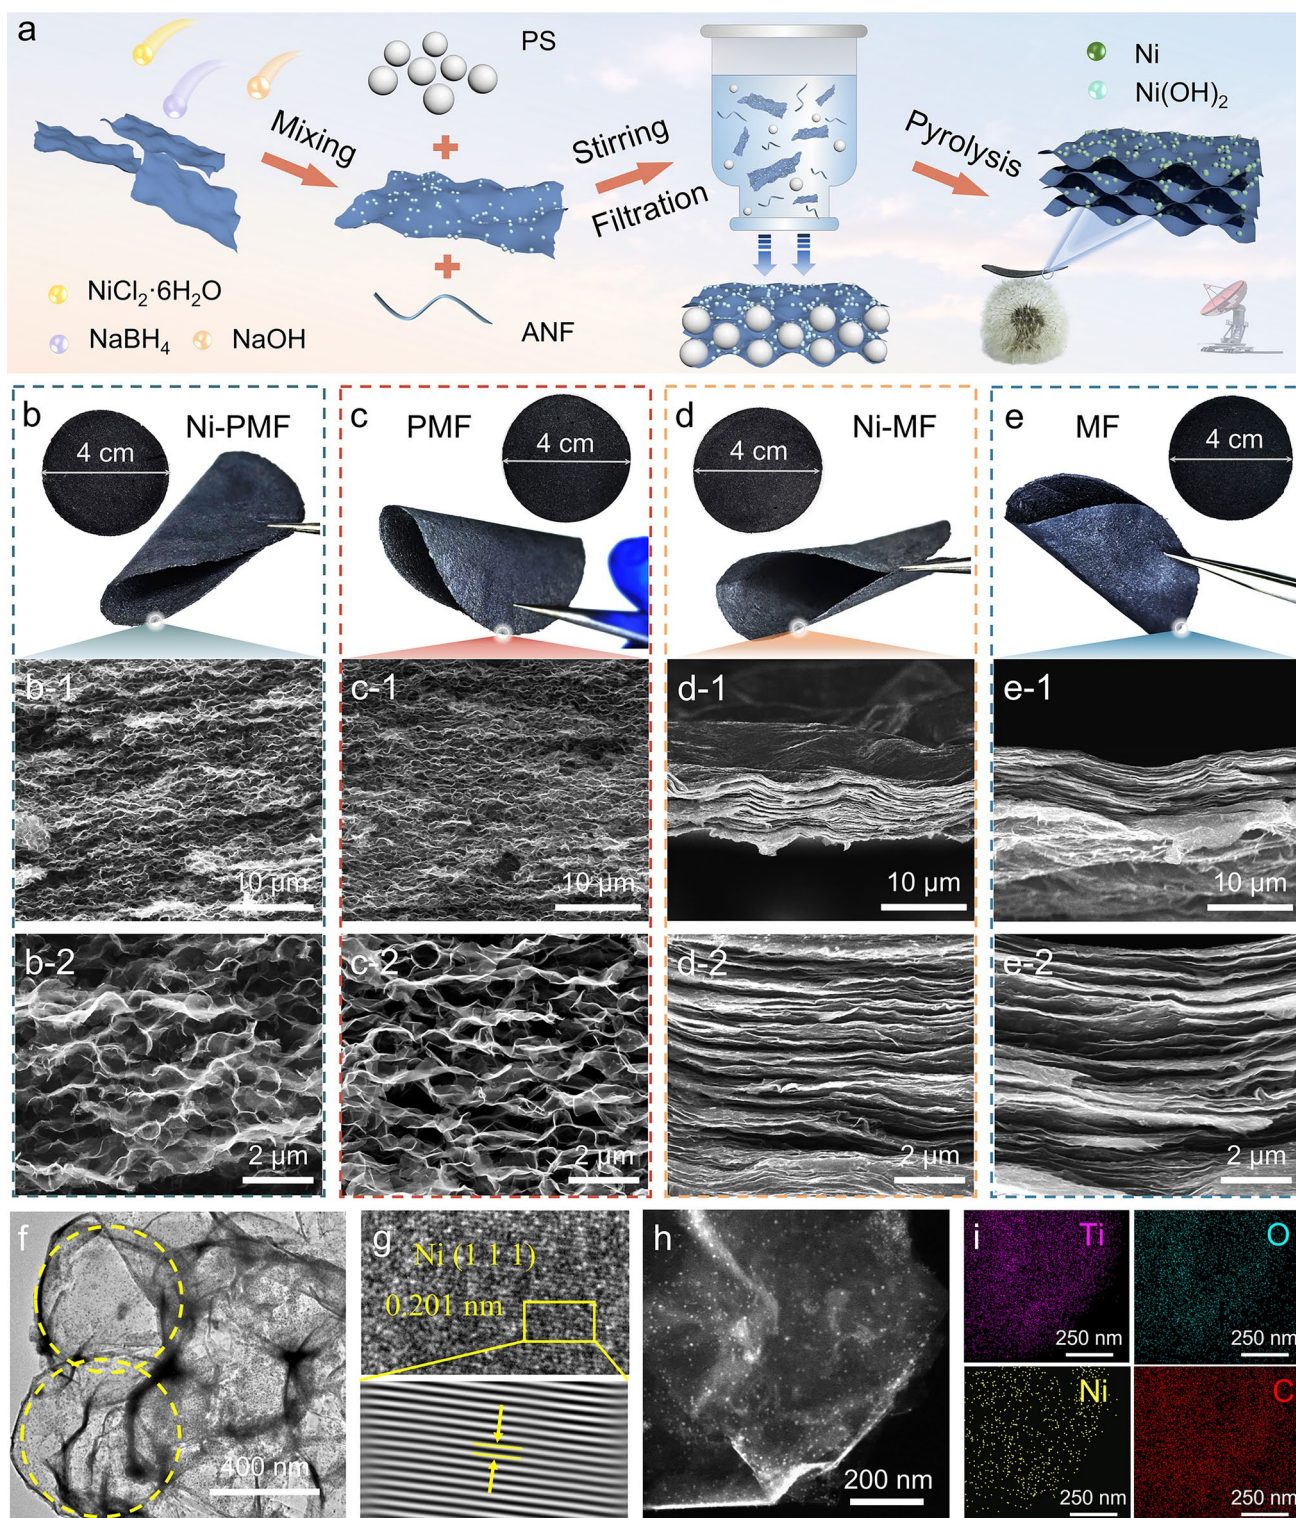 a
PS
Ni
Ni(OH)₂
Mixing
Stirring
Filtration
Pyrolysis
NiCl₂·6H₂O
NaBH₄
NaOH
ANF
b
Ni-PMF
4 cm
c
PMF
4 cm
d
Ni-MF
4 cm
e
MF
4 cm
b-1
10 μm
c-1
10 μm
d-1
10 μm
e-1
10 μm
b-2
2 μm
c-2
2 μm
d-2
2 μm
e-2
2 μm
f
400 nm
g
Ni (1 1 1)
0.201 nm
h
200 nm
i
Ti
250 nm
O
250 nm
Ni
250 nm
C
250 nm